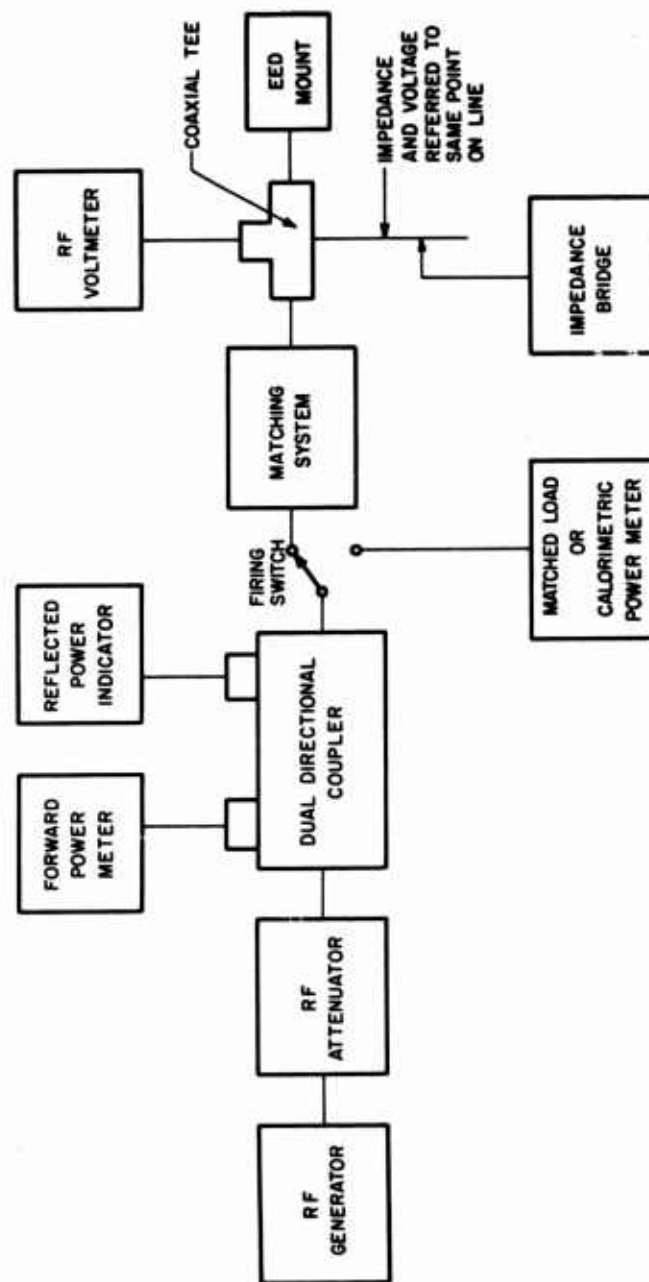 FORWARD
POWER
METER
REFLECTED
POWER
INDICATOR
RF
VOLTMETER
RF
GENERATOR
RF
ATTENUATOR
DUAL DIRECTIONAL
COUPLER
FIRING
SWITCH
MATCHING
SYSTEM
COAXIAL TEE
EED
MOUNT
MATCHED LOAD
OR
CALORIMETRIC
POWER METER
IMPEDANCE
BRIDGE
IMPEDANCE
AND VOLTAGE
REFERRED TO
SAME POINT
ON LINE